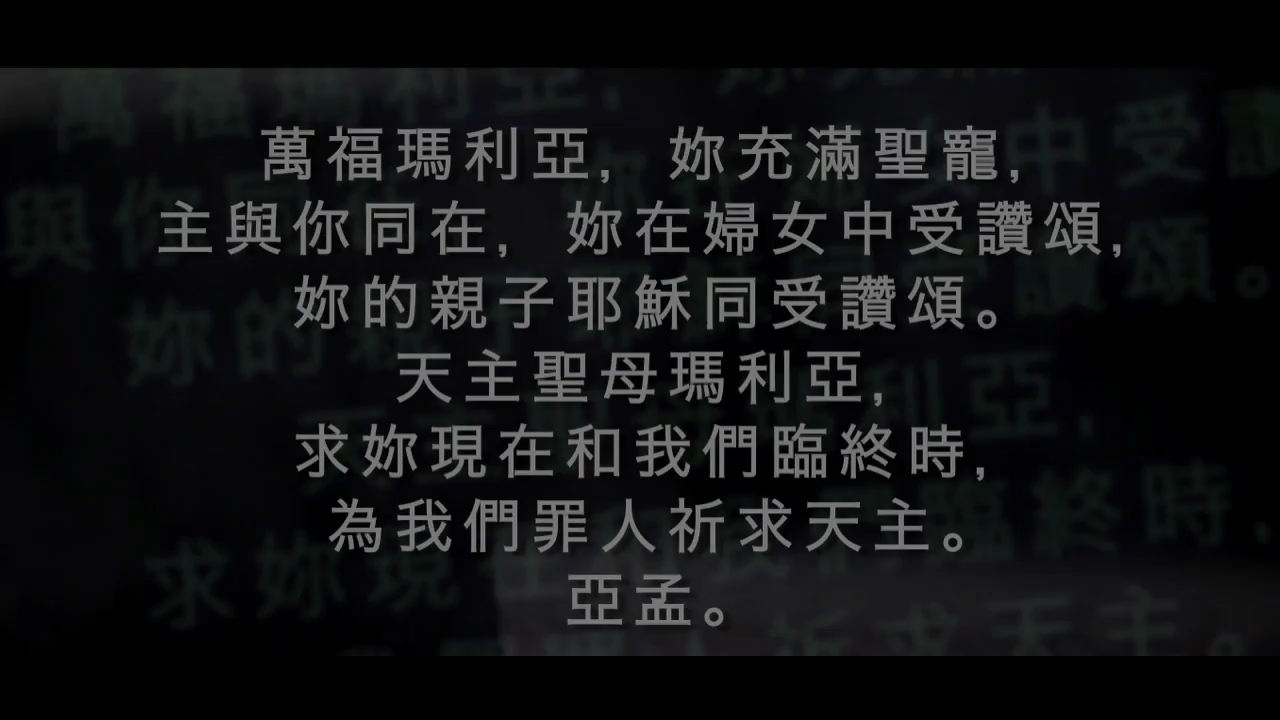 萬福瑪利亞，妳充滿聖寵，
主與你同在，妳在婦女中受讚頌，
妳的親子耶穌同受讚頌。
天主聖母瑪利亞，
求妳現在和我們臨終時，
為我們罪人祈求天主。
亞孟。